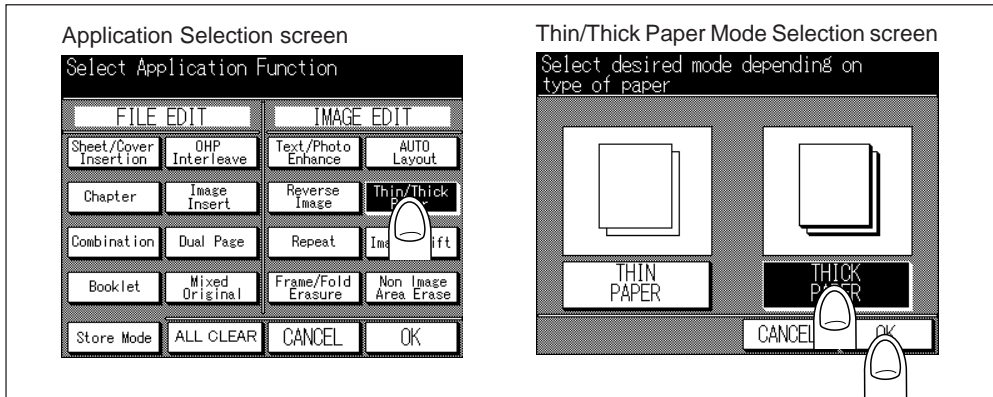 Application Selection screen
Select Application Function
FILE EDIT
IMAGE EDIT
Sheet/Cover
Insertion
OHP
Interleave
Text/Photo
Enhance
AUTO
Layout
Chapter
Image
Insert
Reverse
Image
Thin/Thick
Combination
Dual Page
Repeat
Booklet
Mixed
Original
Frame/Fold
Erasure
Non Image
Area Erase
Store Mode
ALL CLEAR
CANCEL
OK
Thin/Thick Paper Mode Selection screen
Select desired mode depending on
type of paper
THIN
PAPER
THICK
CANCEL
OK